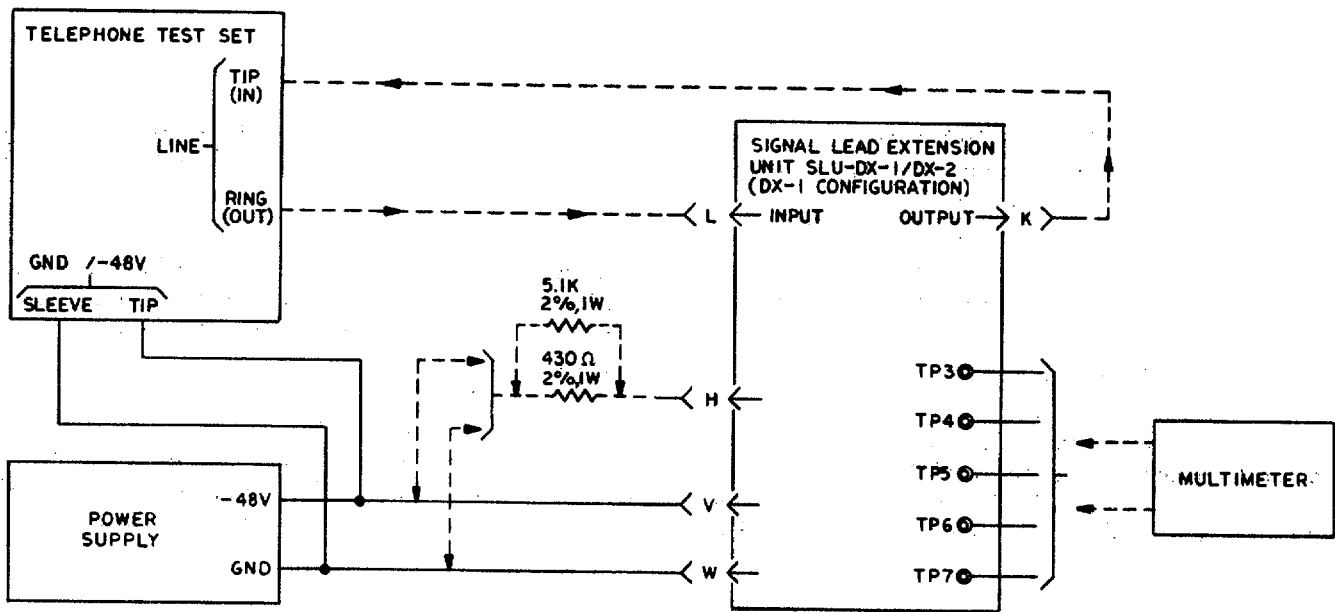 TELEPHONE TEST SET
TIP
(IN)
LINE
RING
(OUT)
GND /-48V
SLEEVE TIP
SIGNAL LEAD EXTENSION
UNIT SLU-DX-1/DX-2
(DX-1 CONFIGURATION)
L INPUT OUTPUT K
5.1K
2%,1W
430 Ω
2%,1W
H
TP3
TP4
TP5
TP6
TP7
MULTIMETER
POWER
SUPPLY
-48V
GND
V
W